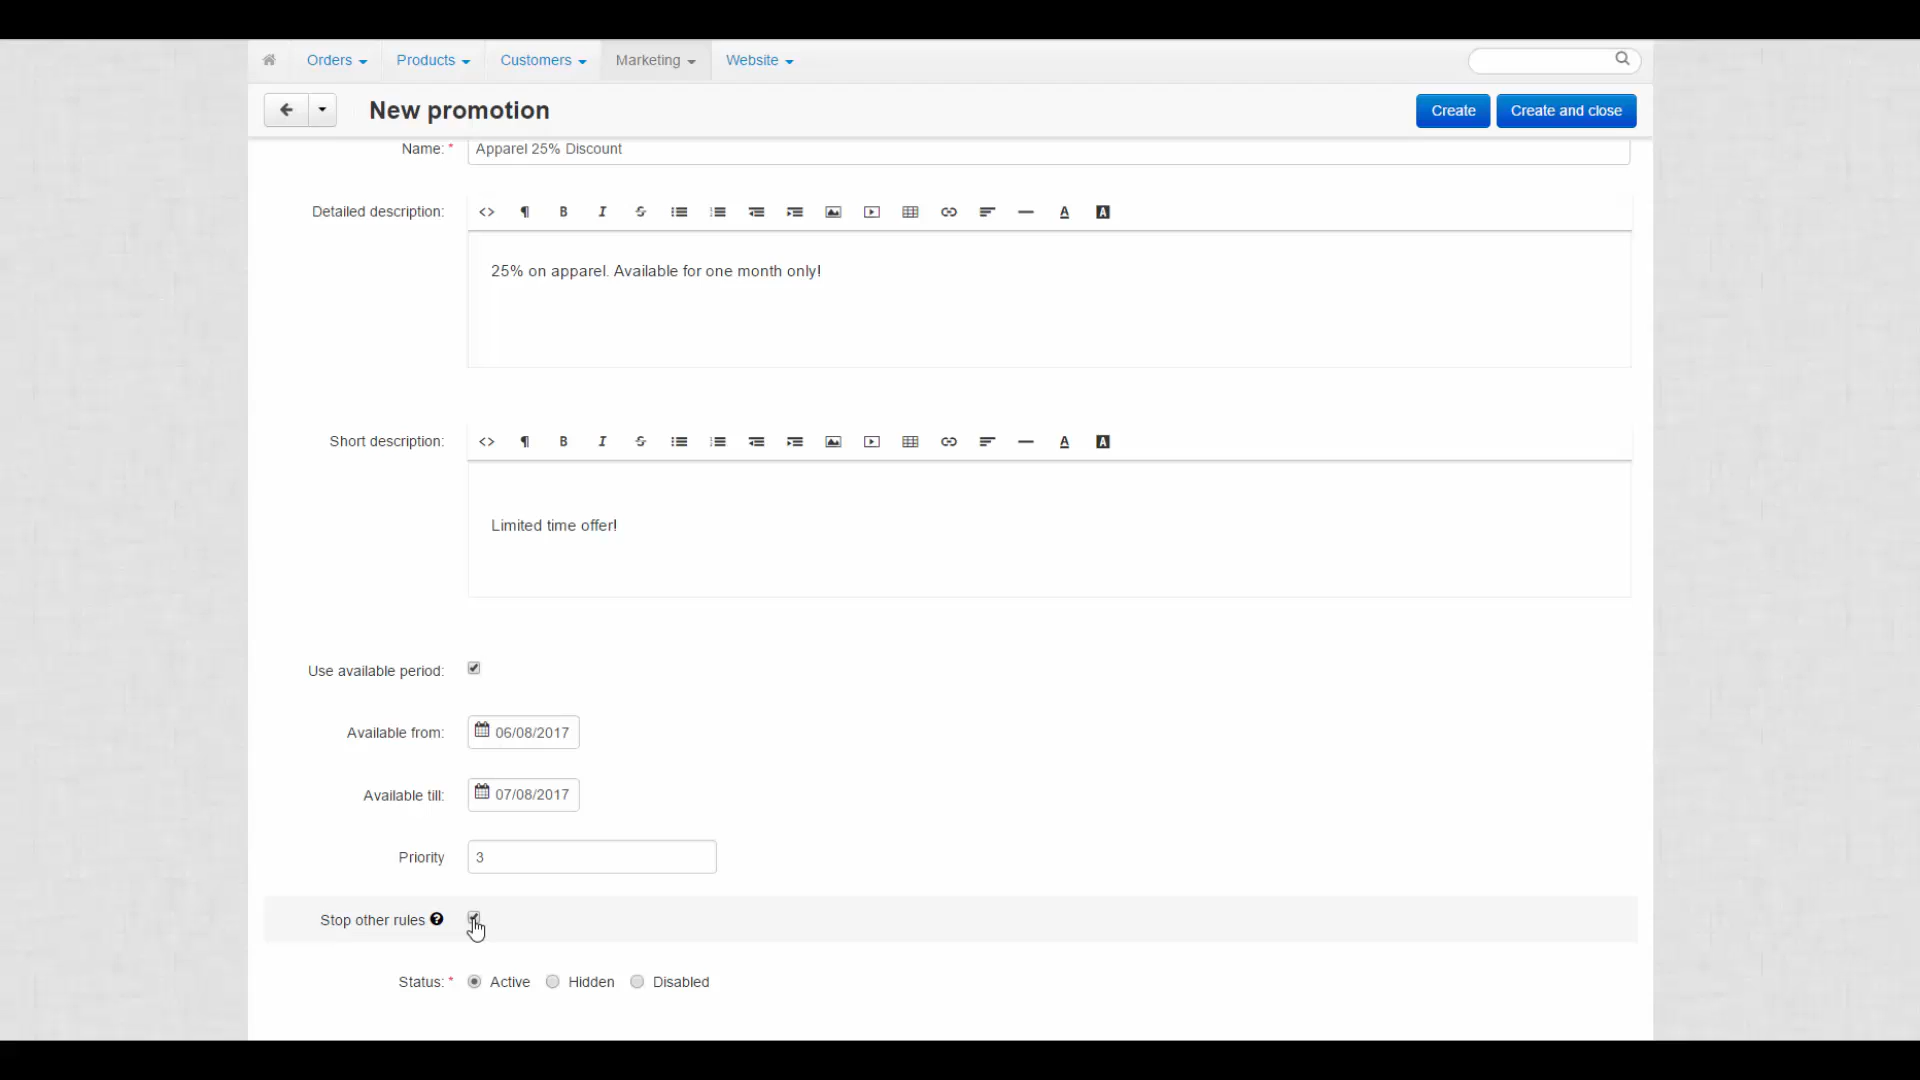 Orders Products Customers Marketing Website
New promotion Create Create and close
Name: * Apparel 25% Discount
Detailed description:
25% on apparel. Available for one month only!
Short description:
Limited time offer!
Use available period:
Available from: 06/08/2017
Available till: 07/08/2017
Priority 3
Stop other rules ?
Status: * Active Hidden Disabled